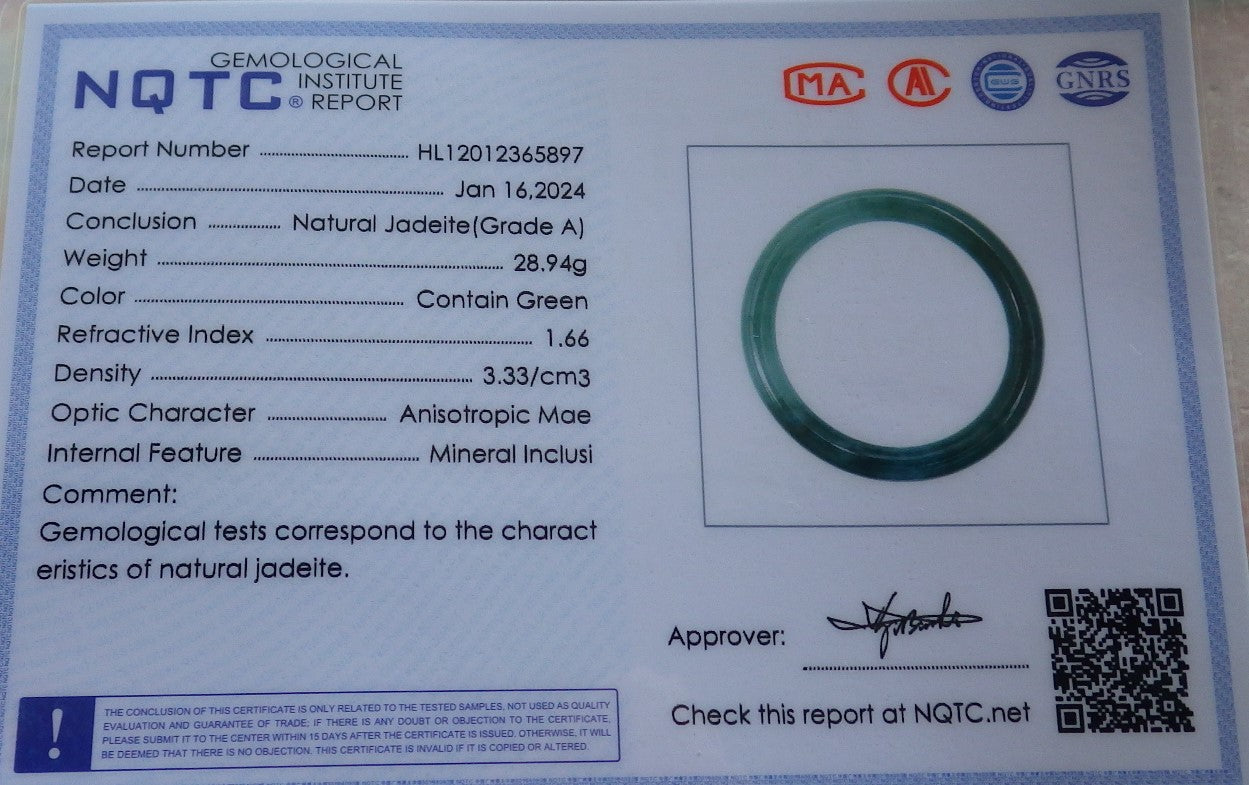 GEMOLOGICAL
NQTC® INSTITUTE
REPORT
MA
GNRS
Report Number ........ HL12012365897
Date ........ Jan 16,2024
Conclusion ........ Natural Jadeite(Grade A)
Weight ........ 28.94g
Color ........ Contain Green
Refractive Index ........ 1.66
Density ........ 3.33/cm3
Optic Character ........ Anisotropic Mae
Internal Feature ........ Mineral Inclusi
Comment:
Gemological tests correspond to the charact
eristics of natural jadeite.
Approver:
Check this report at NQTC.net
! THE CONCLUSION OF THIS CERTIFICATE IS ONLY RELATED TO THE TESTED SAMPLES, NOT USED AS QUALITY
EVALUATION AND GUARANTEE OF TRADE; IF THERE IS ANY DOUBT OR OBJECTION TO THE CERTIFICATE,
PLEASE SUBMIT IT TO THE CENTER WITHIN 15 DAYS AFTER THE CERTIFICATE IS ISSUED. OTHERWISE, IT WILL
BE DEEMED THAT THERE IS NO OBJECTION. THIS CERTIFICATE IS INVALID IF IT IS COPIED OR ALTERED.